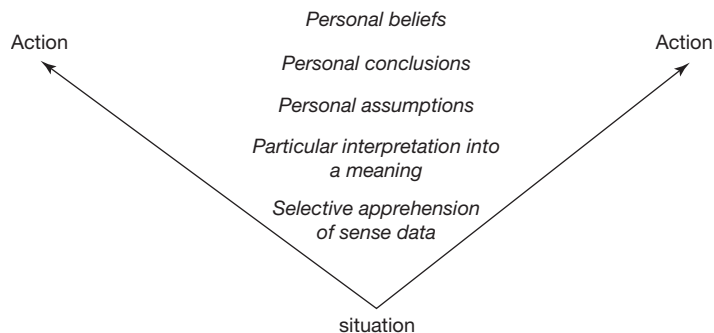 Personal beliefs
Action
Action
Personal conclusions
Personal assumptions
Particular interpretation into
a meaning
Selective apprehension
of sense data
situation